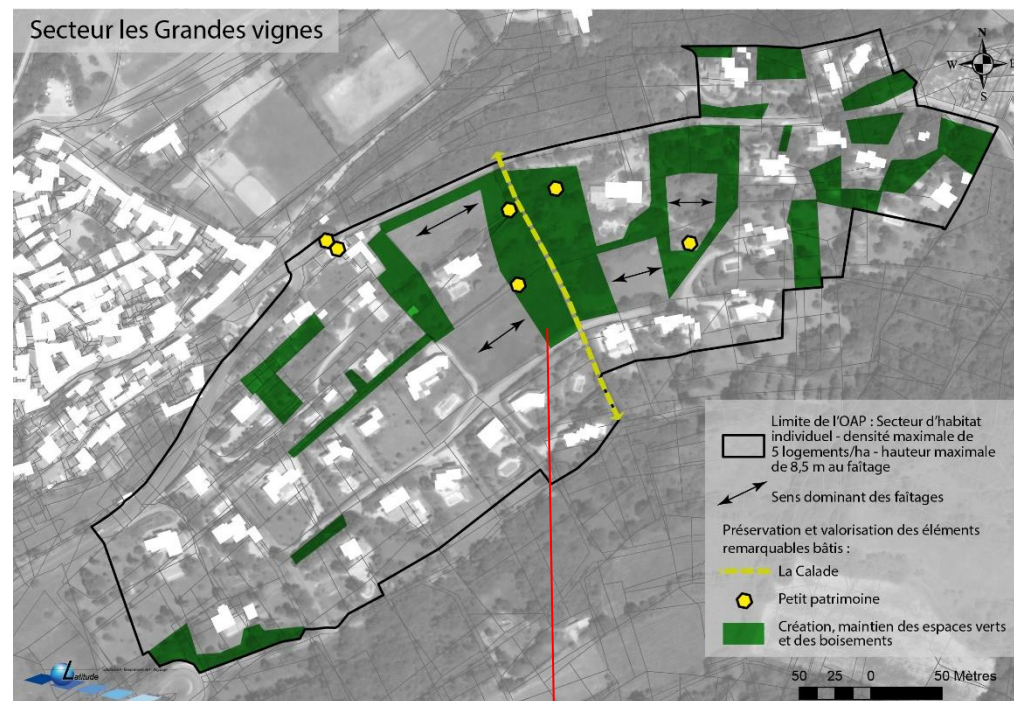 Secteur les Grandes vignes
N
W
E
S
Limite de l'OAP : Secteur d'habitat
individuel - densité maximale de
5 logements/ha - hauteur maximale
de 8,5 m au faîtage
Sens dominant des faîtages
Préservation et valorisation des éléments
remarquables bâtis :
La Calade
Petit patrimoine
Création, maintien des espaces verts
et des boisements
50 25 0 50 Mètres
Latitude